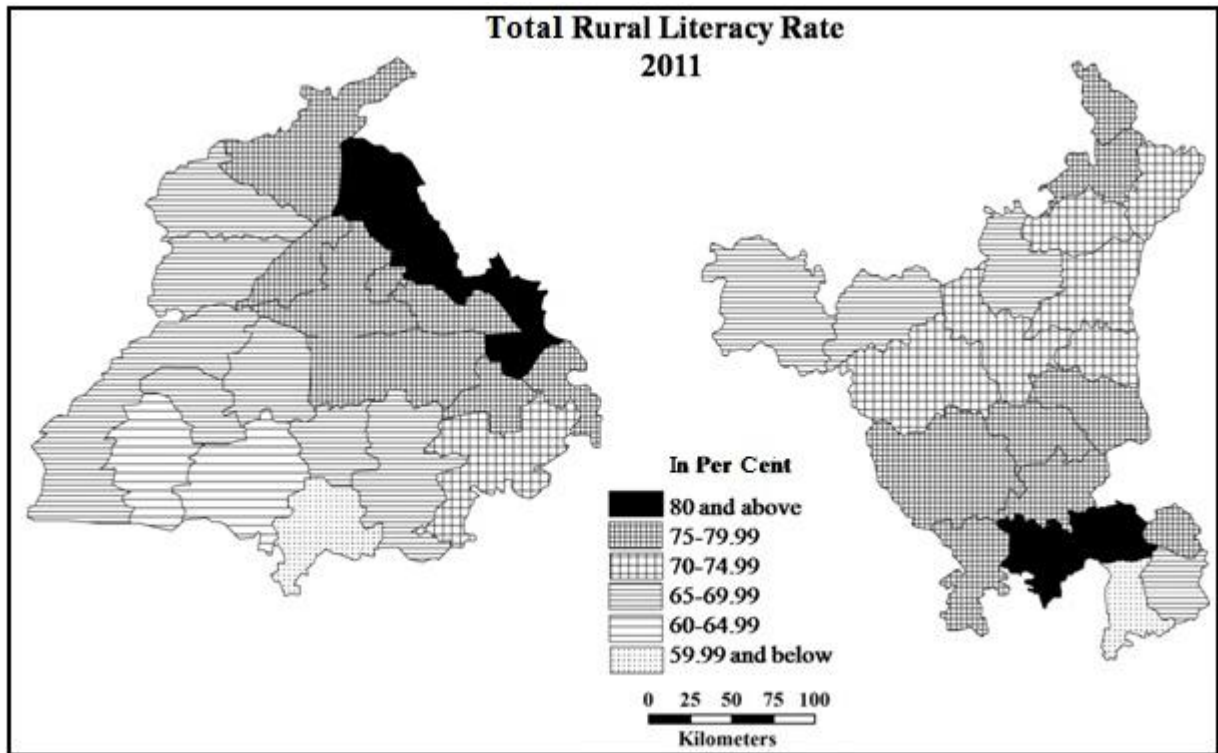 Total Rural Literacy Rate
2011
In Per Cent
80 and above
75-79.99
70-74.99
65-69.99
60-64.99
59.99 and below
0 25 50 75 100
Kilometers